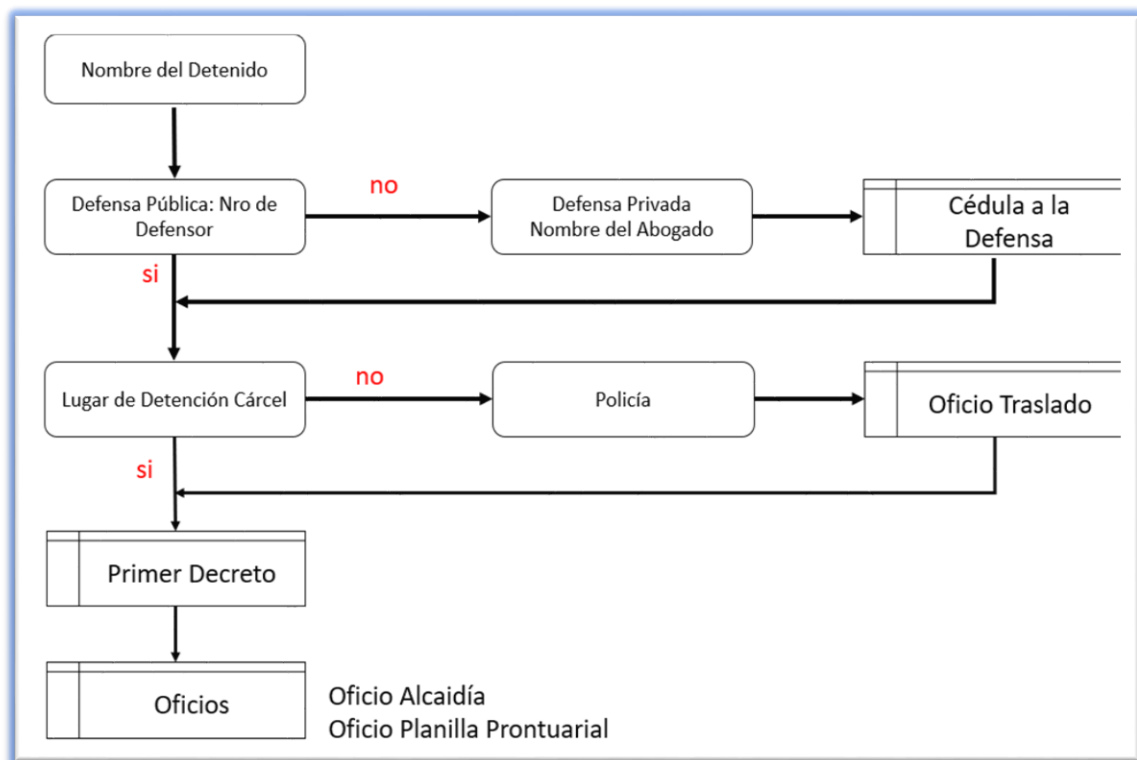 Nombre del Detenido
Defensa Pública: Nro de
Defensor
no
Defensa Privada
Nombre del Abogado
Cédula a la
Defensa
si
Lugar de Detención Cárcel
no
Policía
Oficio Traslado
si
Primer Decreto
Oficios
Oficio Alcaidía
Oficio Planilla Prontuarial